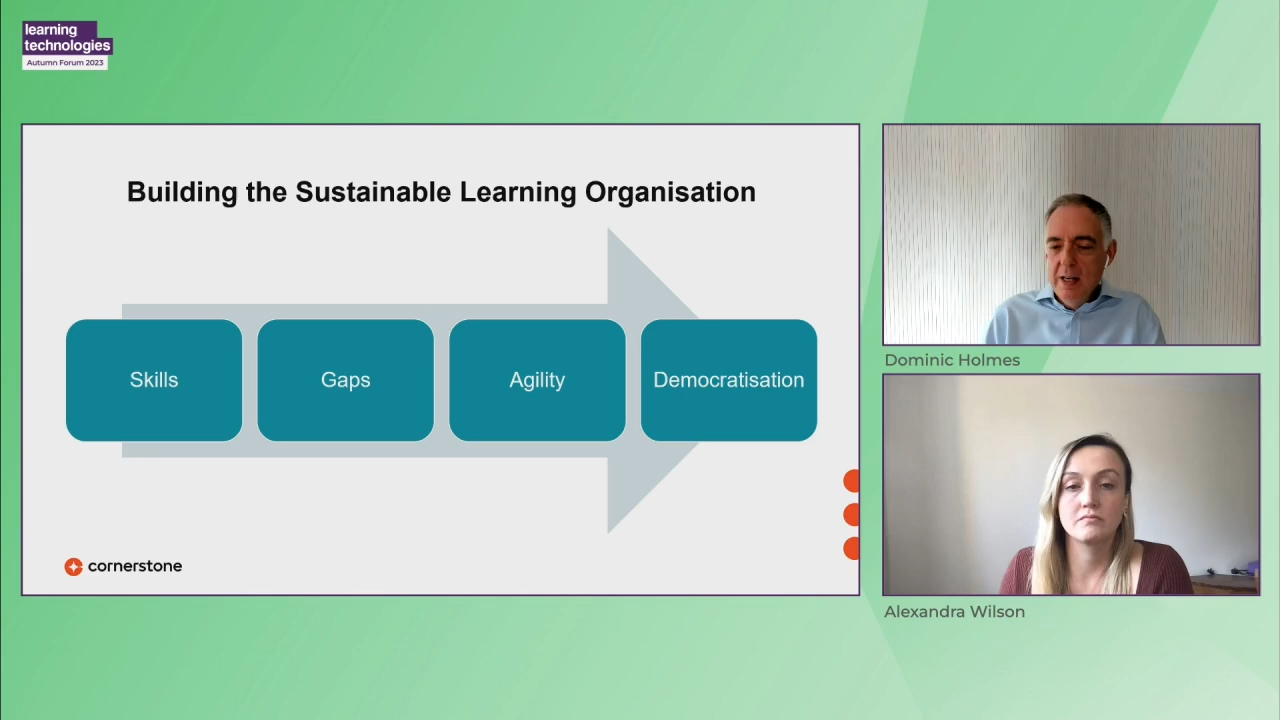 learning
technologies
Autumn Forum 2023
Building the Sustainable Learning Organisation
Skills
Gaps
Agility
Democratisation
cornerstone
Dominic Holmes
Alexandra Wilson